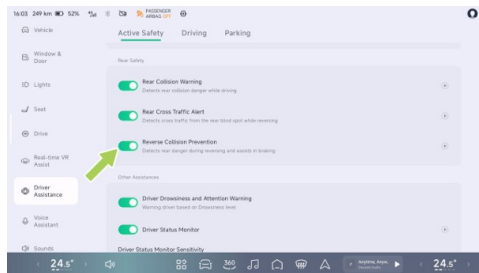 16:03 249 km 52%
PASSENGER
AIRBAG OFF
Vehicle
Active Safety Driving Parking
Window &
Door
Rear Safety
Lights
Rear Collision Warning
Detects rear collision danger while driving
Seat
Rear Cross Traffic Alert
Detects cross traffic from the rear blind spot while reversing
Drive
Reverse Collision Prevention
Detects rear danger during reversing and assists in braking
Real-time VR
Assist
Other Assistances
Driver
Assistance
Driver Drowsiness and Attention Warning
Warning driver based on Drowsiness level
Voice
Assistant
Driver Status Monitor
Sounds
Driver Status Monitor Sensitivity
24.5° 360 24.5°